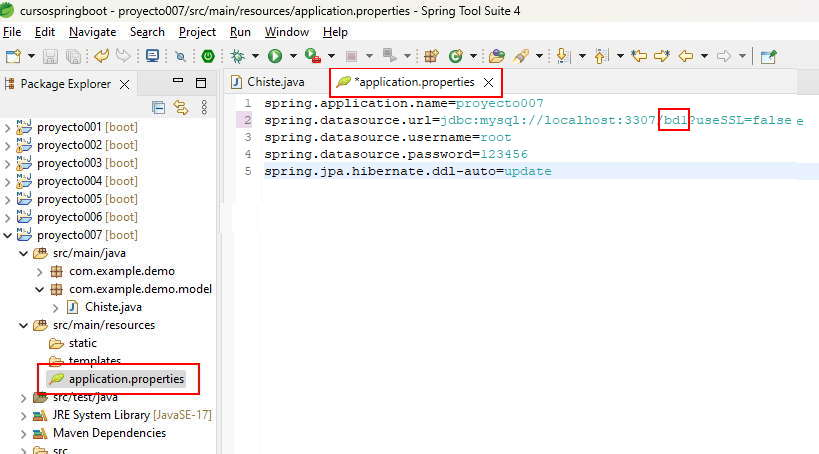 cursospringboot - proyecto007/src/main/resources/application.properties - Spring Tool Suite 4
File Edit Navigate Search Project Run Window Help
Package Explorer
proyecto001 [boot]
proyecto002 [boot]
proyecto003 [boot]
proyecto004 [boot]
proyecto005 [boot]
proyecto006 [boot]
proyecto007 [boot]
src/main/java
com.example.demo
com.example.demo.model
Chiste.java
src/main/resources
static
templates
application.properties
src/test/java
JRE System Library [JavaSE-17]
Maven Dependencies
src
Chiste.java
*application.properties
1 spring.application.name=proyecto007
2 spring.datasource.url=jdbc:mysql://localhost:3307/bd1?useSSL=false e
3 spring.datasource.username=root
4 spring.datasource.password=123456
5 spring.jpa.hibernate.ddl-auto=update